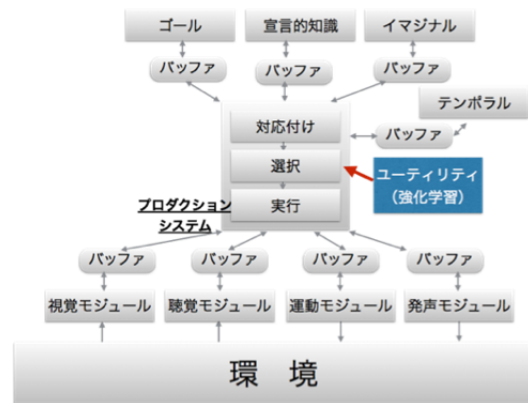 ゴール
宣言的知識
イマジナル
バッファ
バッファ
バッファ
テンポラル
バッファ
対応付け
選択
実行
ユーティリティ
(強化学習)
プロダクション
システム
バッファ
バッファ
バッファ
バッファ
視覚モジュール
聴覚モジュール
運動モジュール
発声モジュール
環 境